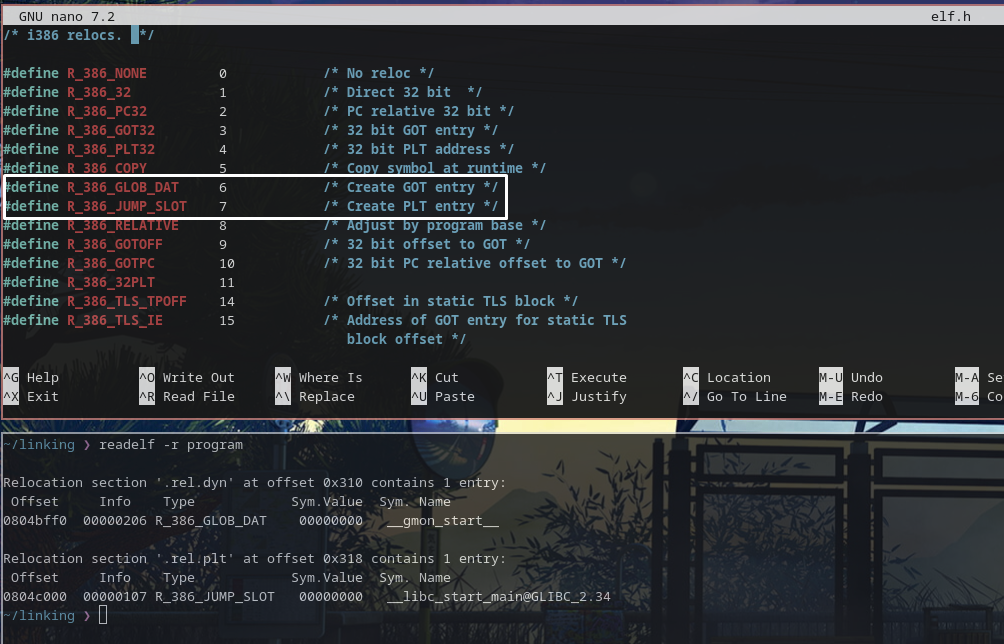 GNU nano 7.2 elf.h
/* i386 relocs. */
#define R_386_NONE 0 /* No reloc */
#define R_386_32 1 /* Direct 32 bit */
#define R_386_PC32 2 /* PC relative 32 bit */
#define R_386_GOT32 3 /* 32 bit GOT entry */
#define R_386_PLT32 4 /* 32 bit PLT address */
#define R_386_COPY 5 /* Copy symbol at runtime */
#define R_386_GLOB_DAT 6 /* Create GOT entry */
#define R_386_JUMP_SLOT 7 /* Create PLT entry */
#define R_386_RELATIVE 8 /* Adjust by program base */
#define R_386_GOTOFF 9 /* 32 bit offset to GOT */
#define R_386_GOTPC 10 /* 32 bit PC relative offset to GOT */
#define R_386_32PLT 11
#define R_386_TLS_TPOFF 14 /* Offset in static TLS block */
#define R_386_TLS_IE 15 /* Address of GOT entry for static TLS
block offset */
^G Help ^O Write Out ^W Where Is ^K Cut ^T Execute ^C Location M-U Undo M-A Se
^X Exit ^R Read File ^\ Replace ^U Paste ^J Justify ^/ Go To Line M-E Redo M-6 Co
~/linking ❯ readelf -r program
Relocation section '.rel.dyn' at offset 0x310 contains 1 entry:
Offset Info Type Sym.Value Sym. Name
0804bff0 00000206 R_386_GLOB_DAT 00000000 __gmon_start__
Relocation section '.rel.plt' at offset 0x318 contains 1 entry:
Offset Info Type Sym.Value Sym. Name
0804c000 00000107 R_386_JUMP_SLOT 00000000 __libc_start_main@GLIBC_2.34
~/linking ❯